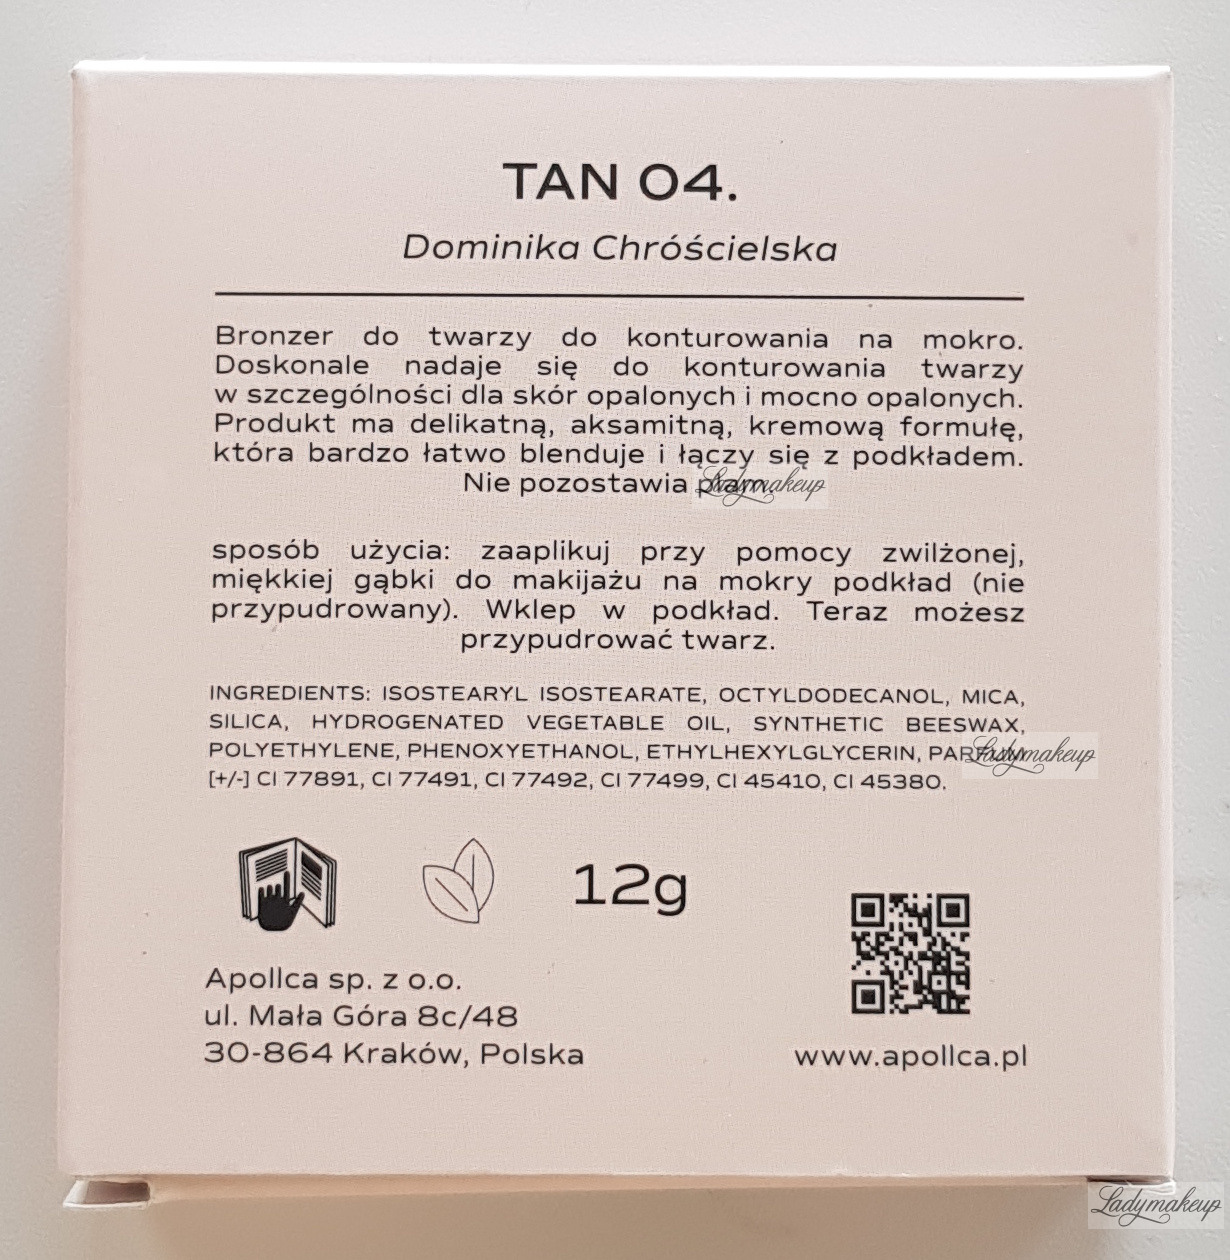 TAN 04.
Dominika Chróścielska
Bronzer do twarzy do konturowania na mokro.
Doskonale nadaje się do konturowania twarzy
w szczególności dla skór opalonych i mocno opalonych.
Produkt ma delikatną, aksamitną, kremową formułę,
która bardzo łatwo blenduje i łączy się z podkładem.
Nie pozostawia plam.
Ladymakeup
sposób użycia: zaaplikuj przy pomocy zwilżonej,
miękkiej gąbki do makijażu na mokry podkład (nie
przypudrowany). Wklep w podkład. Teraz możesz
przypudrować twarz.
INGREDIENTS: ISOSTEARYL ISOSTEARATE, OCTYLDODECANOL, MICA,
SILICA, HYDROGENATED VEGETABLE OIL, SYNTHETIC BEESWAX,
POLYETHYLENE, PHENOXYETHANOL, ETHYLHEXYLGLYCERIN, PARFUM
Ladymakeup
[+/-] CI 77891, CI 77491, CI 77492, CI 77499, CI 45410, CI 45380.
12g
Apollca sp. z o.o.
ul. Mała Góra 8c/48
30-864 Kraków, Polska
www.apollca.pl
Ladymakeup